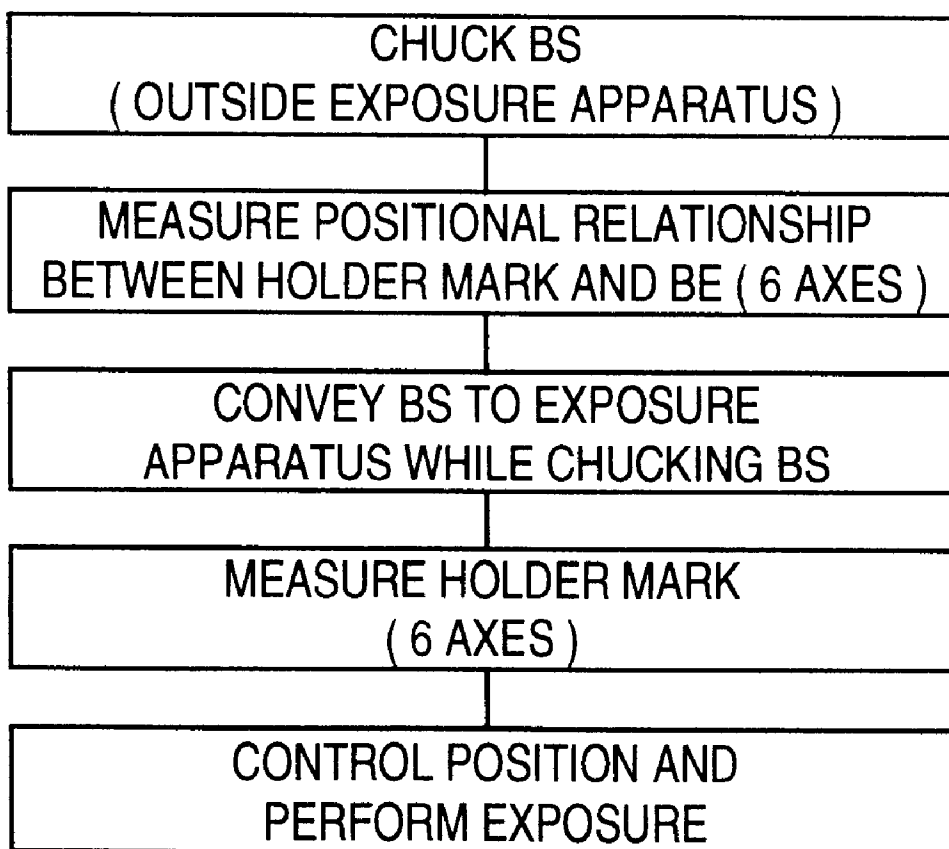 CHUCK BS
( OUTSIDE EXPOSURE APPARATUS )
MEASURE POSITIONAL RELATIONSHIP
BETWEEN HOLDER MARK AND BE ( 6 AXES )
CONVEY BS TO EXPOSURE
APPARATUS WHILE CHUCKING BS
MEASURE HOLDER MARK
( 6 AXES )
CONTROL POSITION AND
PERFORM EXPOSURE